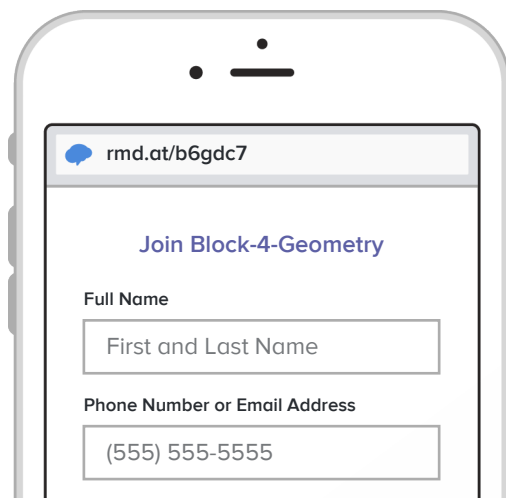 rmd.at/b6gdc7
Join Block-4-Geometry
Full Name
First and Last Name
Phone Number or Email Address
(555) 555-5555